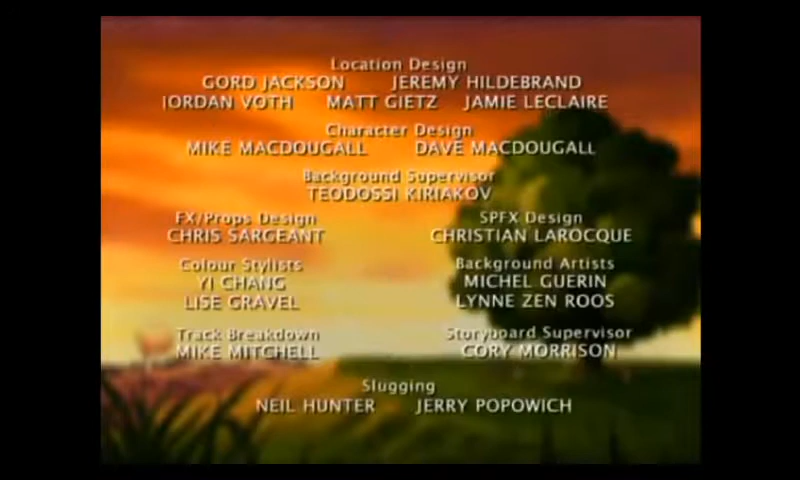 Location Design
GORD JACKSON JEREMY HILDEBRAND
JORDAN VOTH MATT GIETZ JAMIE LECLAIRE
Character Design
MIKE MACDOUGALL DAVE MACDOUGALL
Background Supervisor
TEODOSSI KIRIAKOV
FX/Props Design SPFX Design
CHRIS SARGEANT CHRISTIAN LAROCQUE
Colour Stylists Background Artists
YI CHANG MICHEL GUERIN
LISE GRAVEL LYNNE ZEN ROOS
Track Breakdown Storyboard Supervisor
MIKE MITCHELL CORY MORRISON
Slugging
NEIL HUNTER JERRY POPOWICH